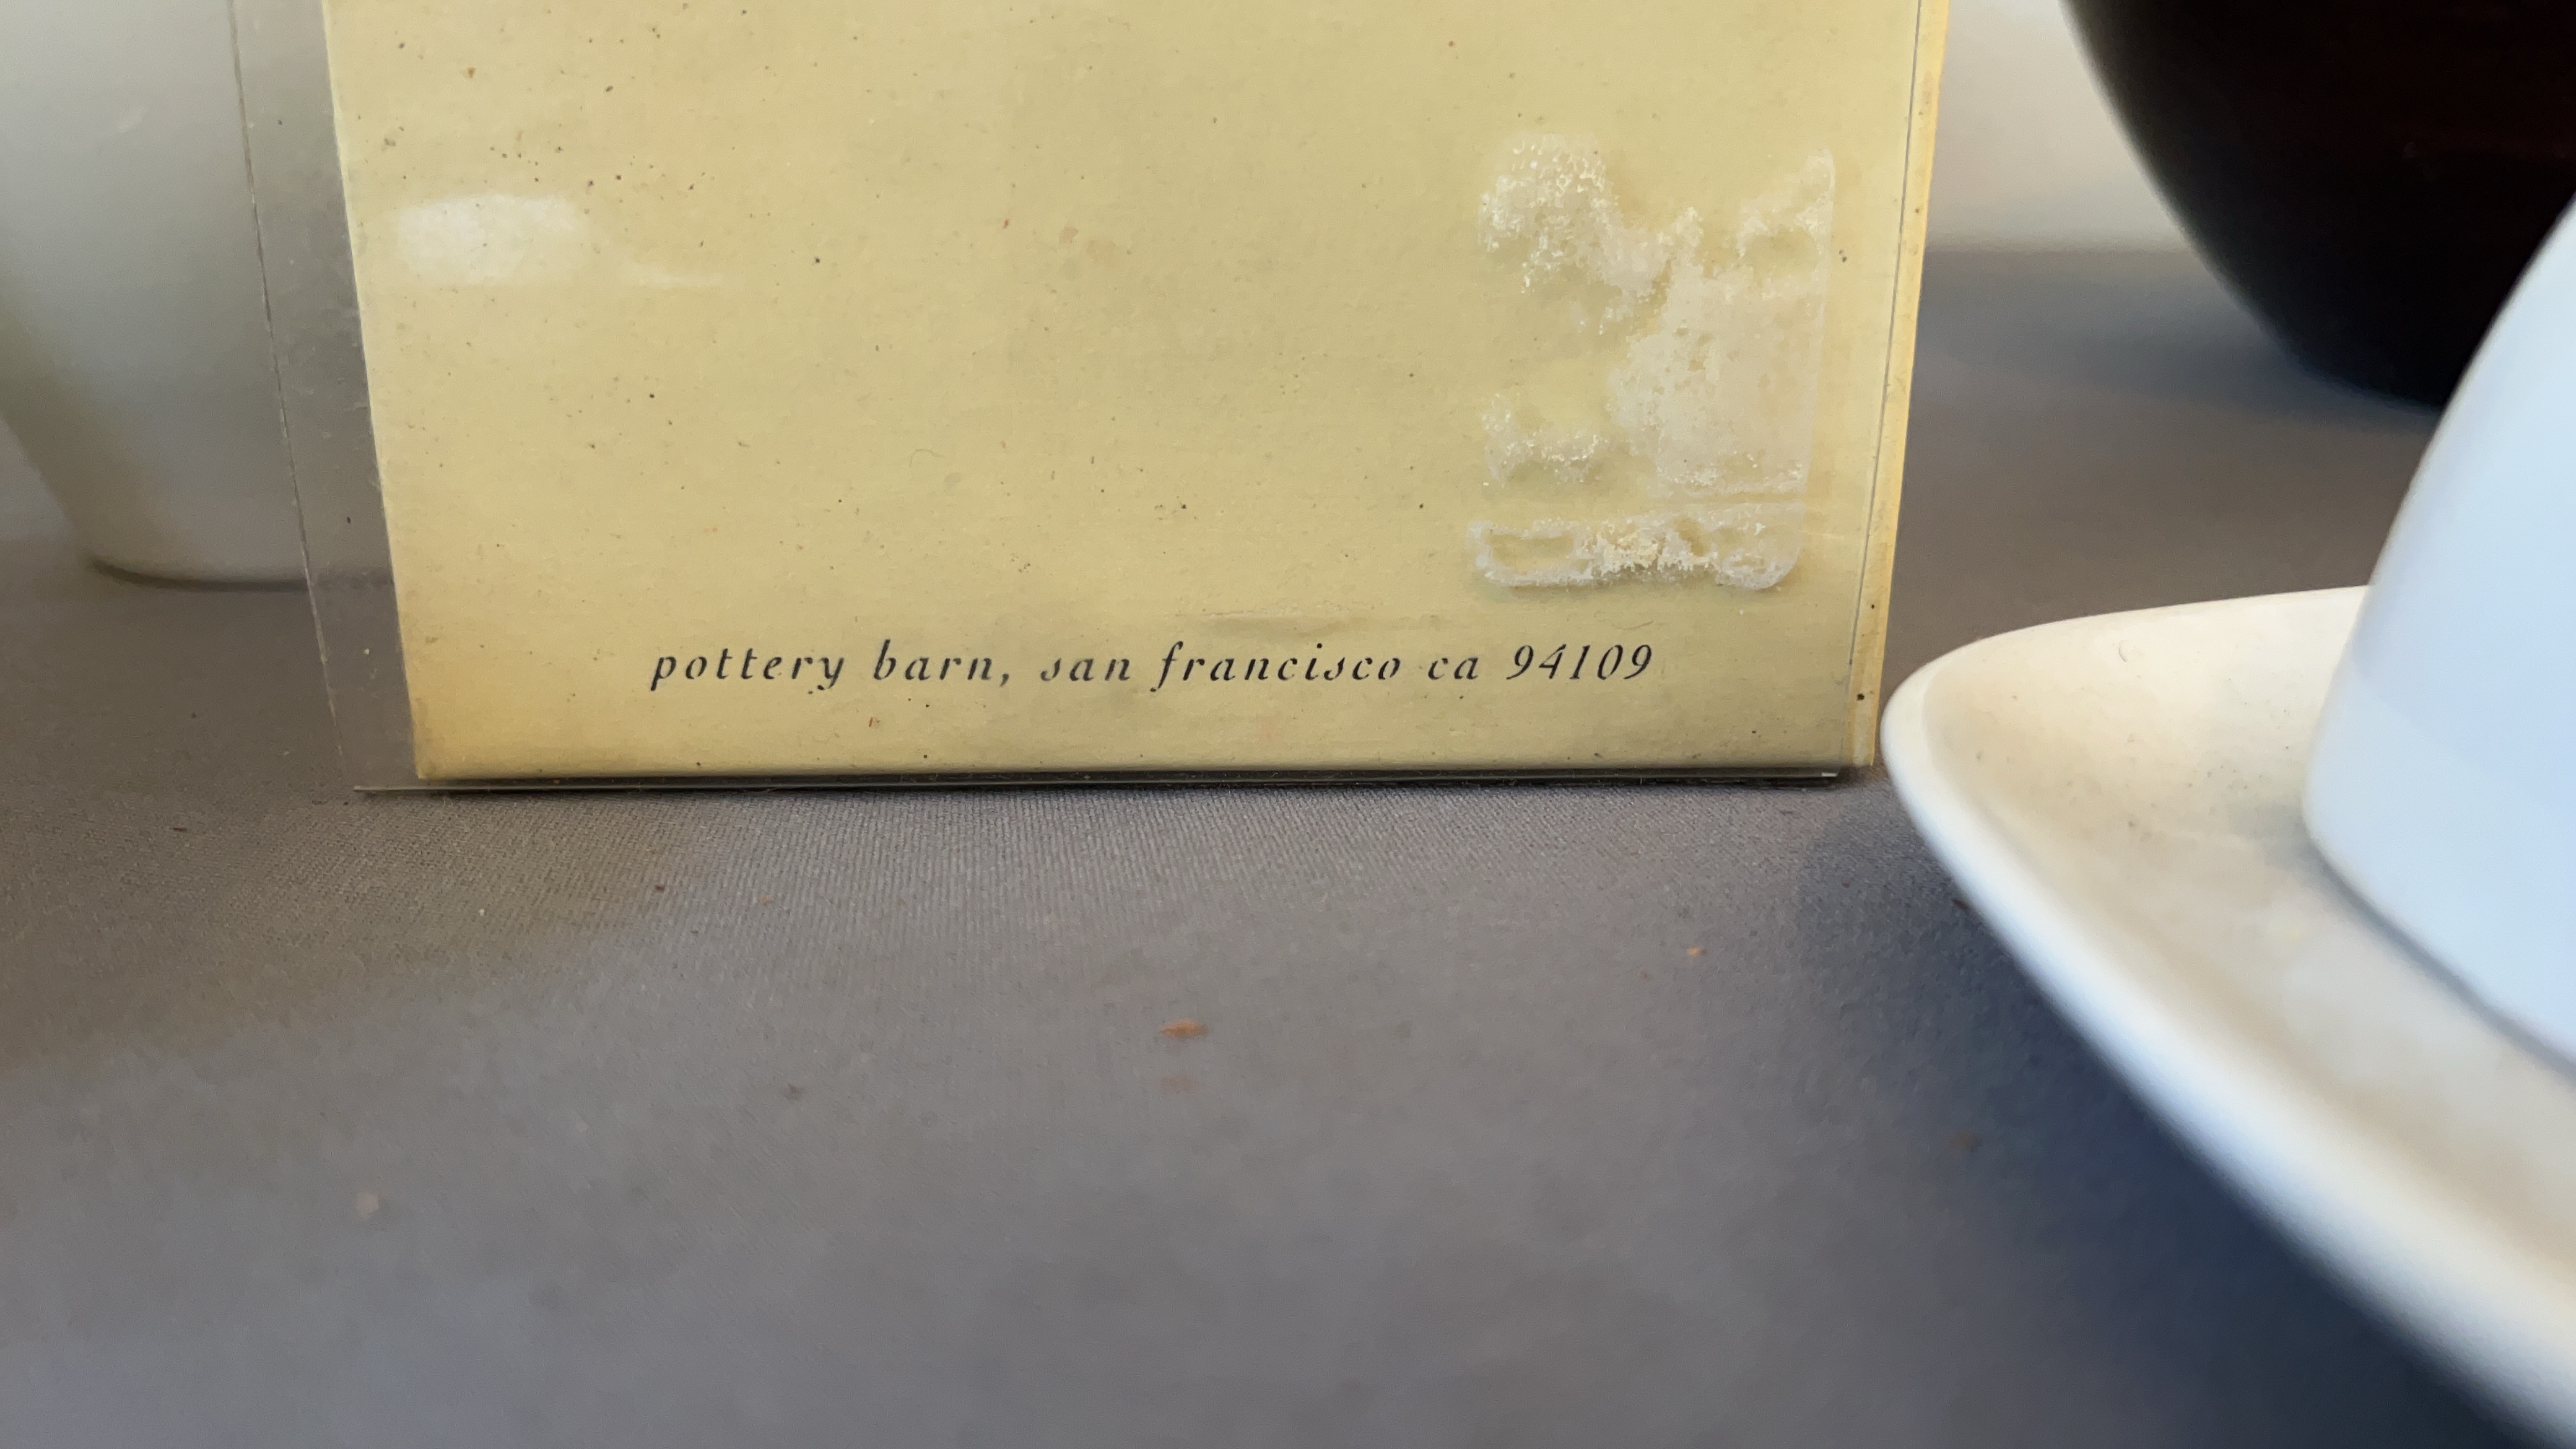 pottery barn, san francisco ca 94109